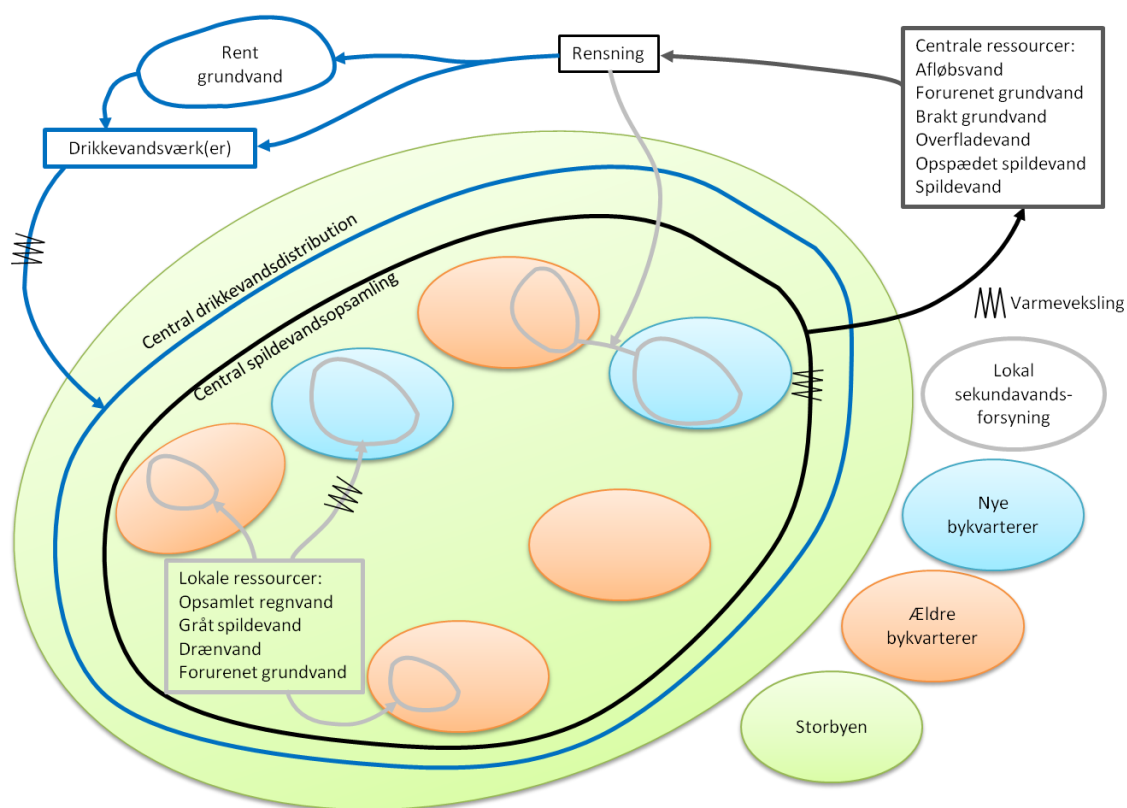 Rent
grundvand
Rensning
Centrale ressourcer:
Afløbsvand
Forurenet grundvand
Brakt grundvand
Overfladevand
Opspædet spildevand
Spildevand
Drikkevandsværk(er)
Central drikkevandsdistribution
Central spildevandsopsamling
Varmeveksling
Lokal
sekundavands-
forsyning
Nye
bykvarterer
Lokale ressourcer:
Opsamlet regnvand
Gråt spildevand
Drænvand
Forurenet grundvand
Ældre
bykvarterer
Storbyen